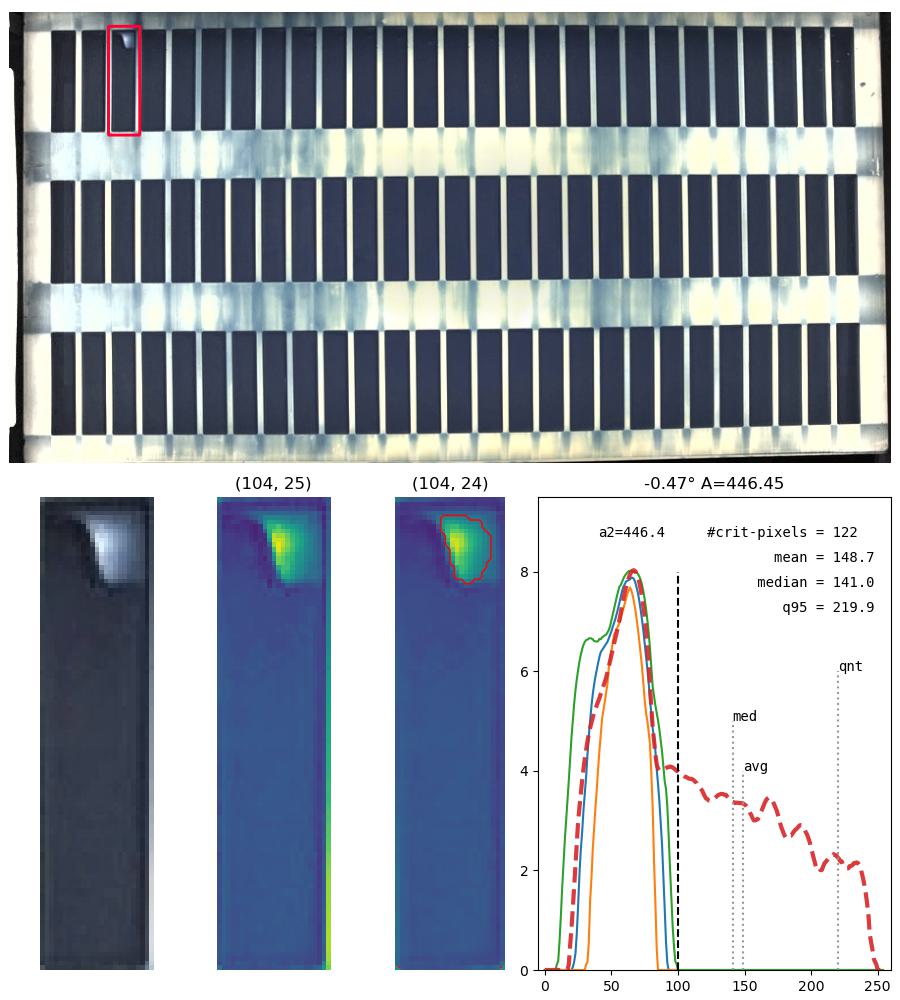 (104, 25)
(104, 24)
-0.47° A=446.45
a2=446.4
#crit-pixels = 122
mean = 148.7
median = 141.0
q95 = 219.9
qnt
med
avg
8
6
4
2
0
0 50 100 150 200 250